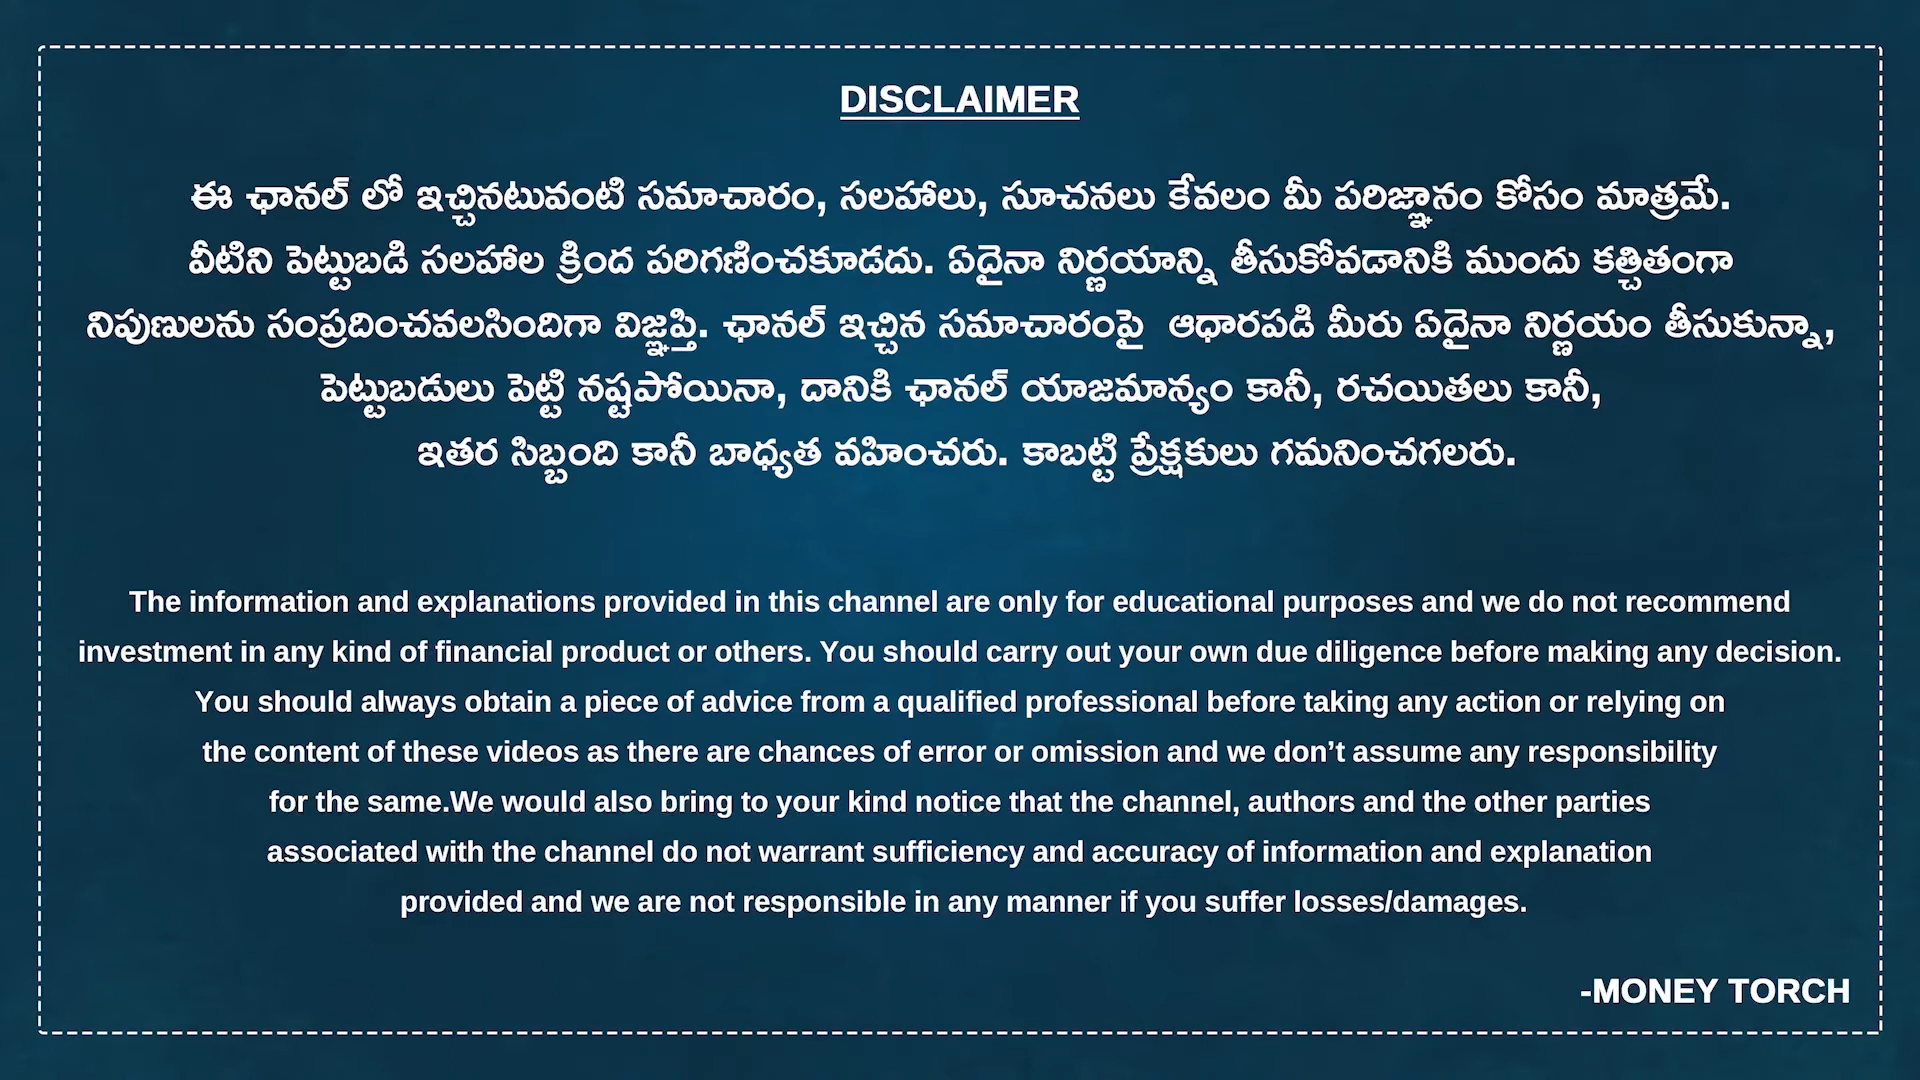 DISCLAIMER
ఈ ఛానల్ లో ఇచ్చినటువంటి సమాచారం, సలహాలు, సూచనలు కేవలం మీ పరిజ్ఞానం కోసం మాత్రమే.
వీటిని పెట్టుబడి సలహాల క్రింద పరిగణించకూడదు. ఏదైనా నిర్ణయాన్ని తీసుకోవడానికి ముందు కత్చితంగా
నిపుణులను సంప్రదించవలసిందిగా విజ్ఞప్తి. ఛానల్ ఇచ్చిన సమాచారంపై ఆధారపడి మీరు ఏదైనా నిర్ణయం తీసుకున్నా,
పెట్టుబడులు పెట్టి నష్టపోయినా, దానికి ఛానల్ యాజమాన్యం కానీ, రచయితలు కానీ,
ఇతర సిబ్బంది కానీ బాధ్యత వహించరు. కాబట్టి ప్రేక్షకులు గమనించగలరు.
The information and explanations provided in this channel are only for educational purposes and we do not recommend
investment in any kind of financial product or others. You should carry out your own due diligence before making any decision.
You should always obtain a piece of advice from a qualified professional before taking any action or relying on
the content of these videos as there are chances of error or omission and we don’t assume any responsibility
for the same.We would also bring to your kind notice that the channel, authors and the other parties
associated with the channel do not warrant sufficiency and accuracy of information and explanation
provided and we are not responsible in any manner if you suffer losses/damages.
-MONEY TORCH